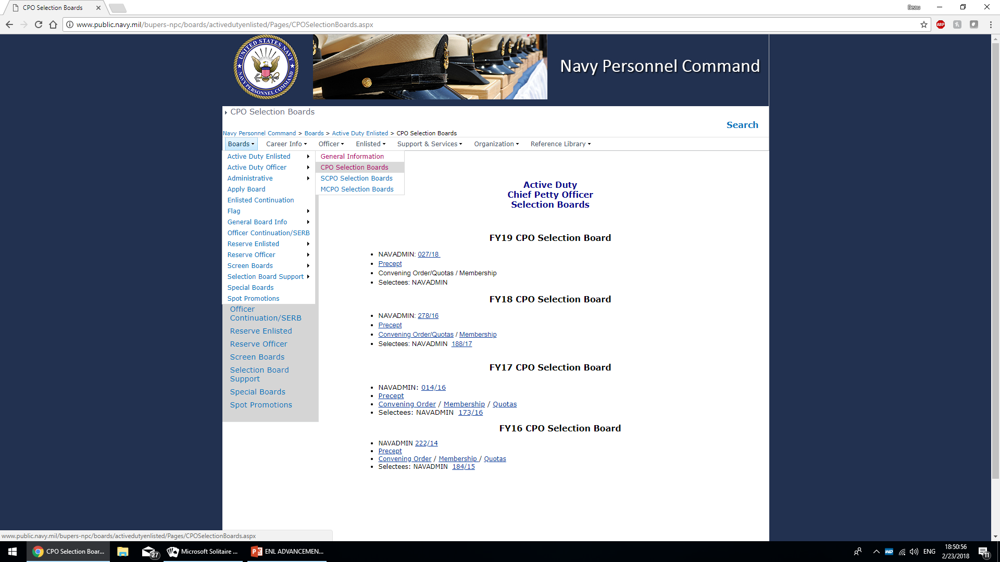 CPO Selection Boards
Beau
www.public.navy.mil/bupers-npc/boards/activedutyenlisted/Pages/CPOSelectionBoards.aspx
ABP
UNITED STATES NAVY
NAVY PERSONNEL COMMAND
Navy Personnel Command
CPO Selection Boards
Search
Navy Personnel Command > Boards > Active Duty Enlisted > CPO Selection Boards
Boards Career Info Officer Enlisted Support & Services Organization Reference Library
Active Duty Enlisted
Active Duty Officer
Administrative
Apply Board
Enlisted Continuation
Flag
General Board Info
Officer Continuation/SERB
Reserve Enlisted
Reserve Officer
Screen Boards
Selection Board Support
Special Boards
Spot Promotions
General Information
CPO Selection Boards
SCPO Selection Boards
MCPO Selection Boards
Officer
Continuation/SERB
Reserve Enlisted
Reserve Officer
Screen Boards
Selection Board
Support
Special Boards
Spot Promotions
Active Duty
Chief Petty Officer
Selection Boards
FY19 CPO Selection Board
• NAVADMIN: 027/18
• Precept
• Convening Order/Quotas / Membership
• Selectees: NAVADMIN
FY18 CPO Selection Board
• NAVADMIN: 278/16
• Precept
• Convening Order/Quotas / Membership
• Selectees: NAVADMIN 188/17
FY17 CPO Selection Board
• NAVADMIN: 014/16
• Precept
• Convening Order / Membership / Quotas
• Selectees: NAVADMIN 173/16
FY16 CPO Selection Board
• NAVADMIN 222/14
• Precept
• Convening Order / Membership / Quotas
• Selectees: NAVADMIN 184/15
www.public.navy.mil/bupers-npc/boards/activedutyenlisted/Pages/CPOSelectionBoards.aspx
CPO Selection Boar...
27
Microsoft Solitaire ...
ENL ADVANCEMEN...
WD
ENG
18:50:56
2/23/2018
11